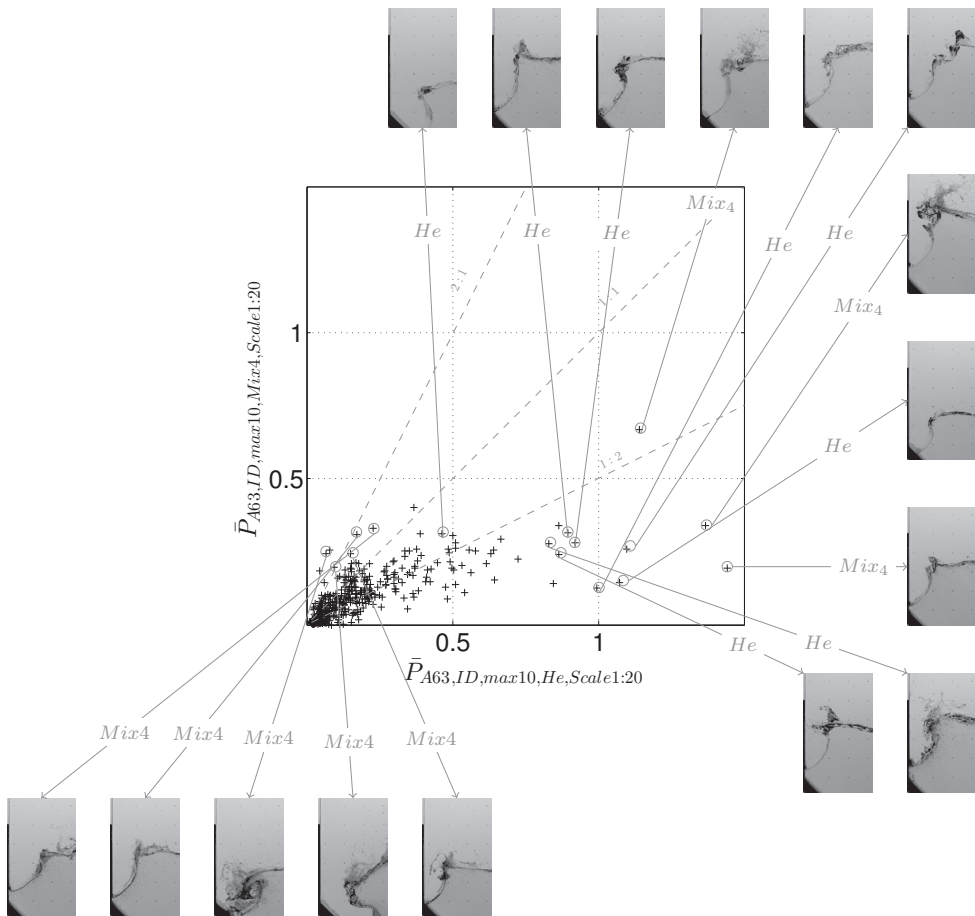 Mix₄
He
He
He
He
He
Mix₄
He
Mix₄
He
He
2:1
1:1
1:2
1
0.5
0.5
1
P̄_A63,ID,max10,Mix4,Scale1:20
P̄_A63,ID,max10,He,Scale1:20
Mix4
Mix4
Mix4
Mix4
Mix4